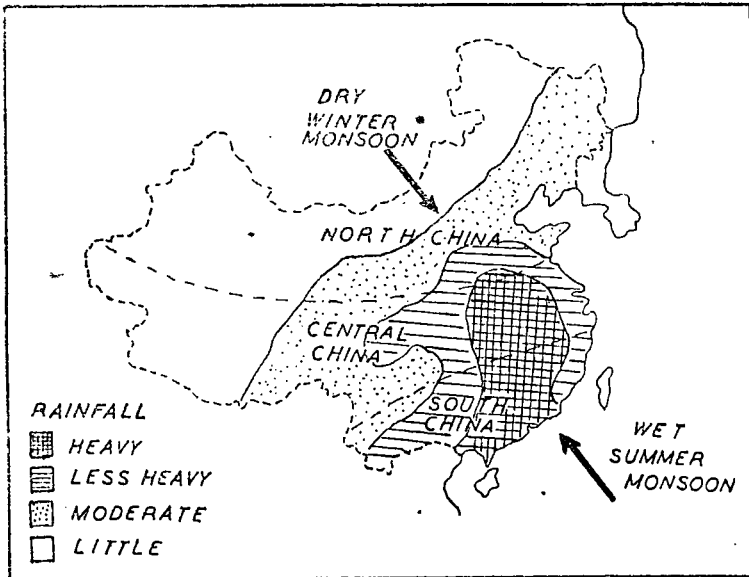 DRY
WINTER
MONSOON
NORTH CHINA
CENTRAL
CHINA
SOUTH
CHINA
WET
SUMMER
MONSOON
RAINFALL
HEAVY
LESS HEAVY
MODERATE
LITTLE